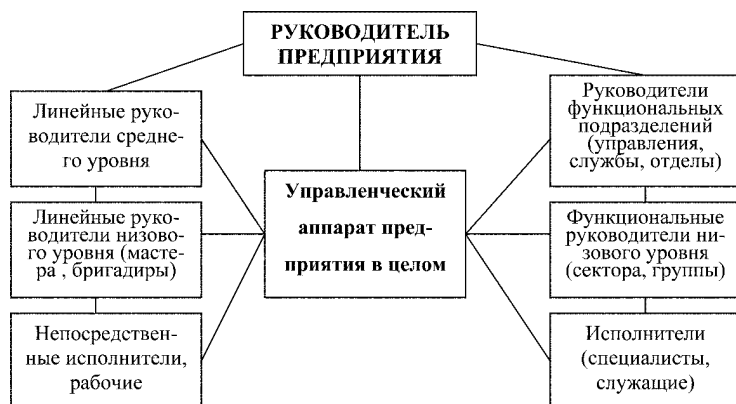 РУКОВОДИТЕЛЬ
ПРЕДПРИЯТИЯ
Линейные руко-
водители средне-
го уровня
Линейные руко-
водители низово-
го уровня (масте-
ра , бригадиры)
Непосредствен-
ные исполнители,
рабочие
Управленческий
аппарат пред-
приятия в целом
Руководители
функциональных
подразделений
(управления,
службы, отделы)
Функциональные
руководители ни-
зового уровня
(сектора, группы)
Исполнители
(специалисты,
служащие)